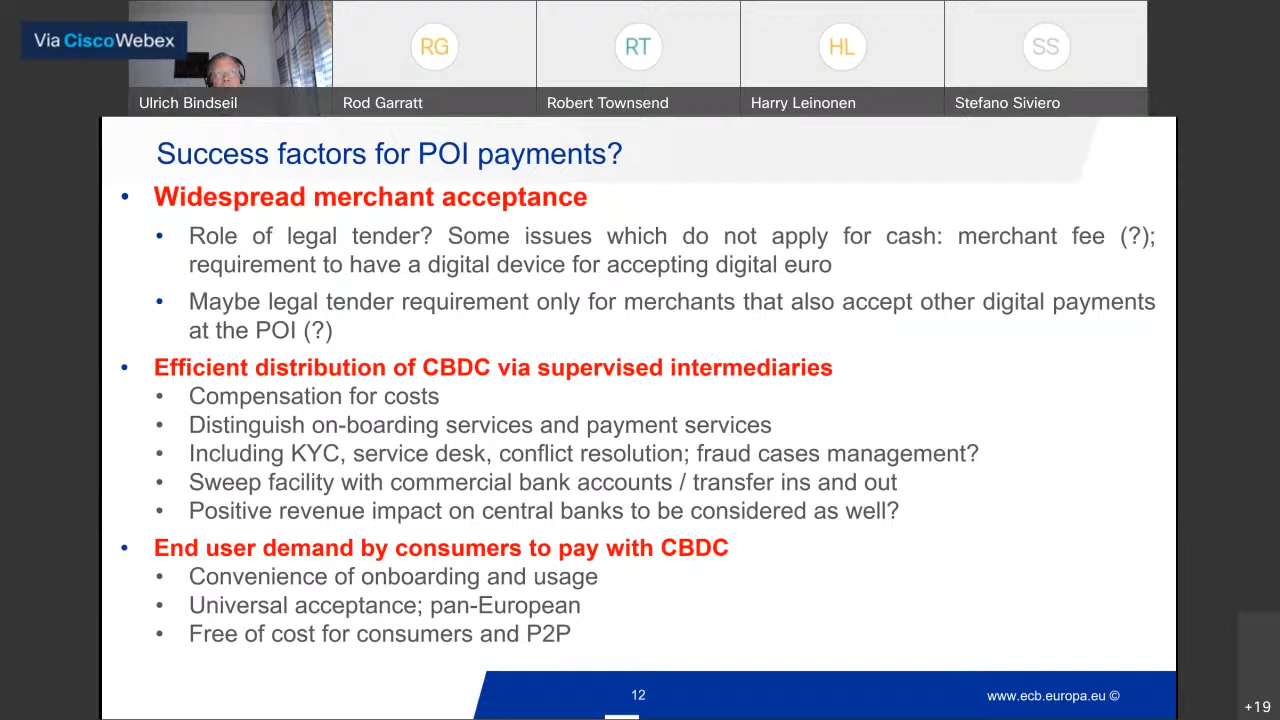 Via CiscoWebex
RG
RT
HL
SS
Ulrich Bindseil
Rod Garratt
Robert Townsend
Harry Leinonen
Stefano Siviero
Success factors for POI payments?
• Widespread merchant acceptance
• Role of legal tender? Some issues which do not apply for cash: merchant fee (?);
requirement to have a digital device for accepting digital euro
• Maybe legal tender requirement only for merchants that also accept other digital payments
at the POI (?)
• Efficient distribution of CBDC via supervised intermediaries
• Compensation for costs
• Distinguish on-boarding services and payment services
• Including KYC, service desk, conflict resolution; fraud cases management?
• Sweep facility with commercial bank accounts / transfer ins and out
• Positive revenue impact on central banks to be considered as well?
• End user demand by consumers to pay with CBDC
• Convenience of onboarding and usage
• Universal acceptance; pan-European
• Free of cost for consumers and P2P
12
www.ecb.europa.eu ©
+19